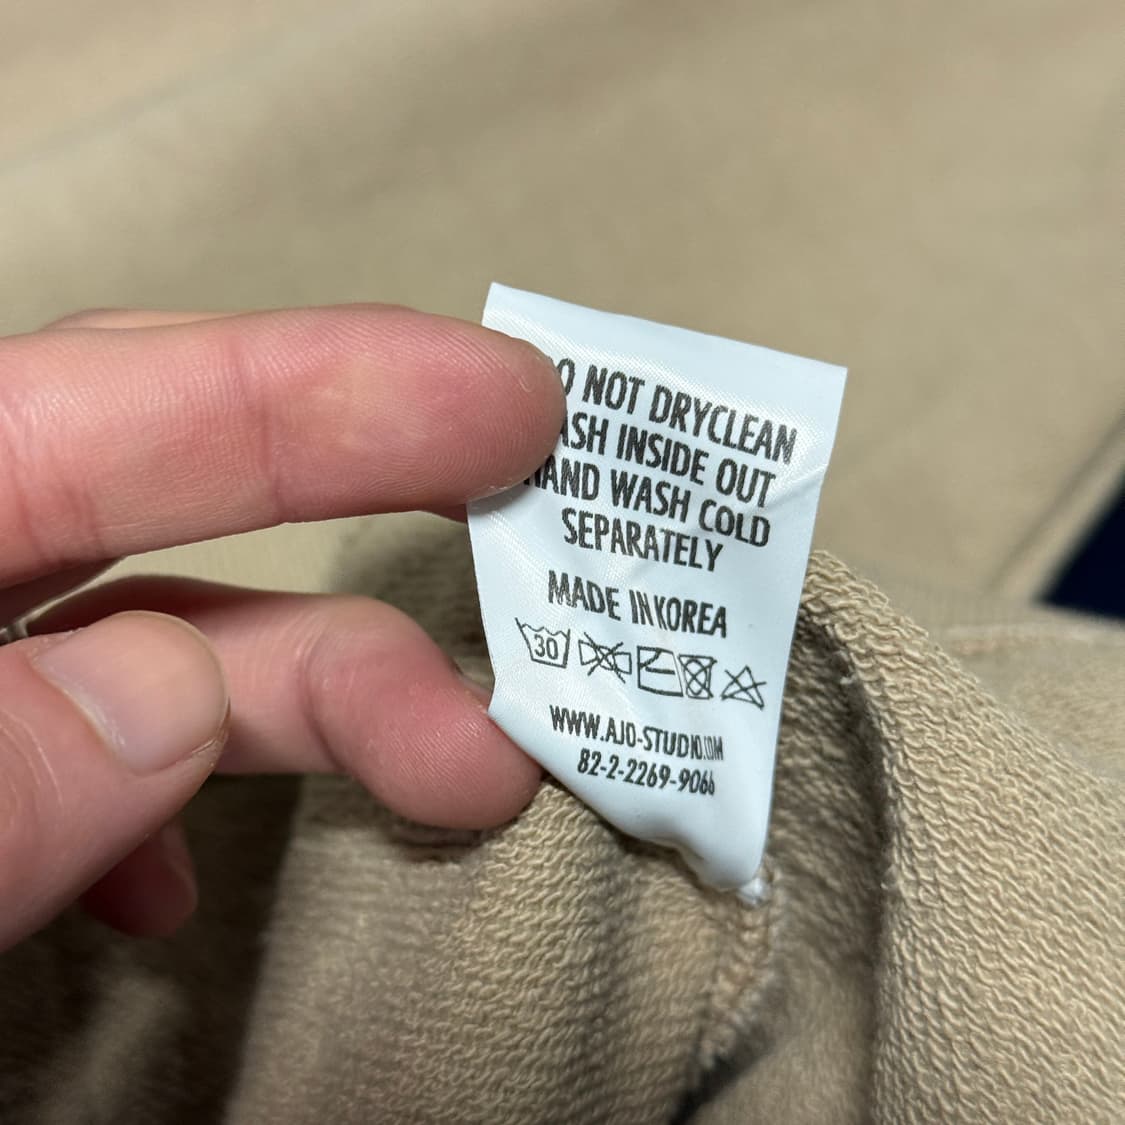 O NOT DRYCLEAN
ASH INSIDE OUT
HAND WASH COLD
SEPARATELY
MADE IN KOREA
30
WWW.AJO-STUDIO.COM
82-2-2269-9066